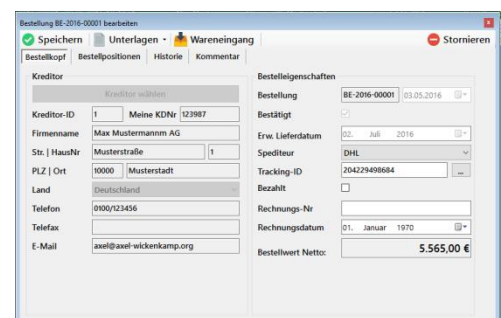 Bestellung BE-2016-00001 bearbeiten
Speichern Unterlagen Wareneingang Stornieren
Bestellkopf Bestellpositionen Historie Kommentar
Kreditor
Kreditor wählen
Kreditor-ID 1 Meine KDNr 123987
Firmenname Max Mustermannm AG
Str. | HausNr Musterstraße 1
PLZ | Ort 10000 Musterstadt
Land Deutschland
Telefon 0100/123456
Telefax
E-Mail axel@axel-wickenkamp.org
Bestelleigenschaften
Bestellung BE-2016-00001 03.05.2016
Bestätigt
Erw. Lieferdatum 02. Juli 2016
Spediteur DHL
Tracking-ID 204229498684 ...
Bezahlt
Rechnungs-Nr
Rechnungsdatum 01. Januar 1970
Bestellwert Netto: 5.565,00 €